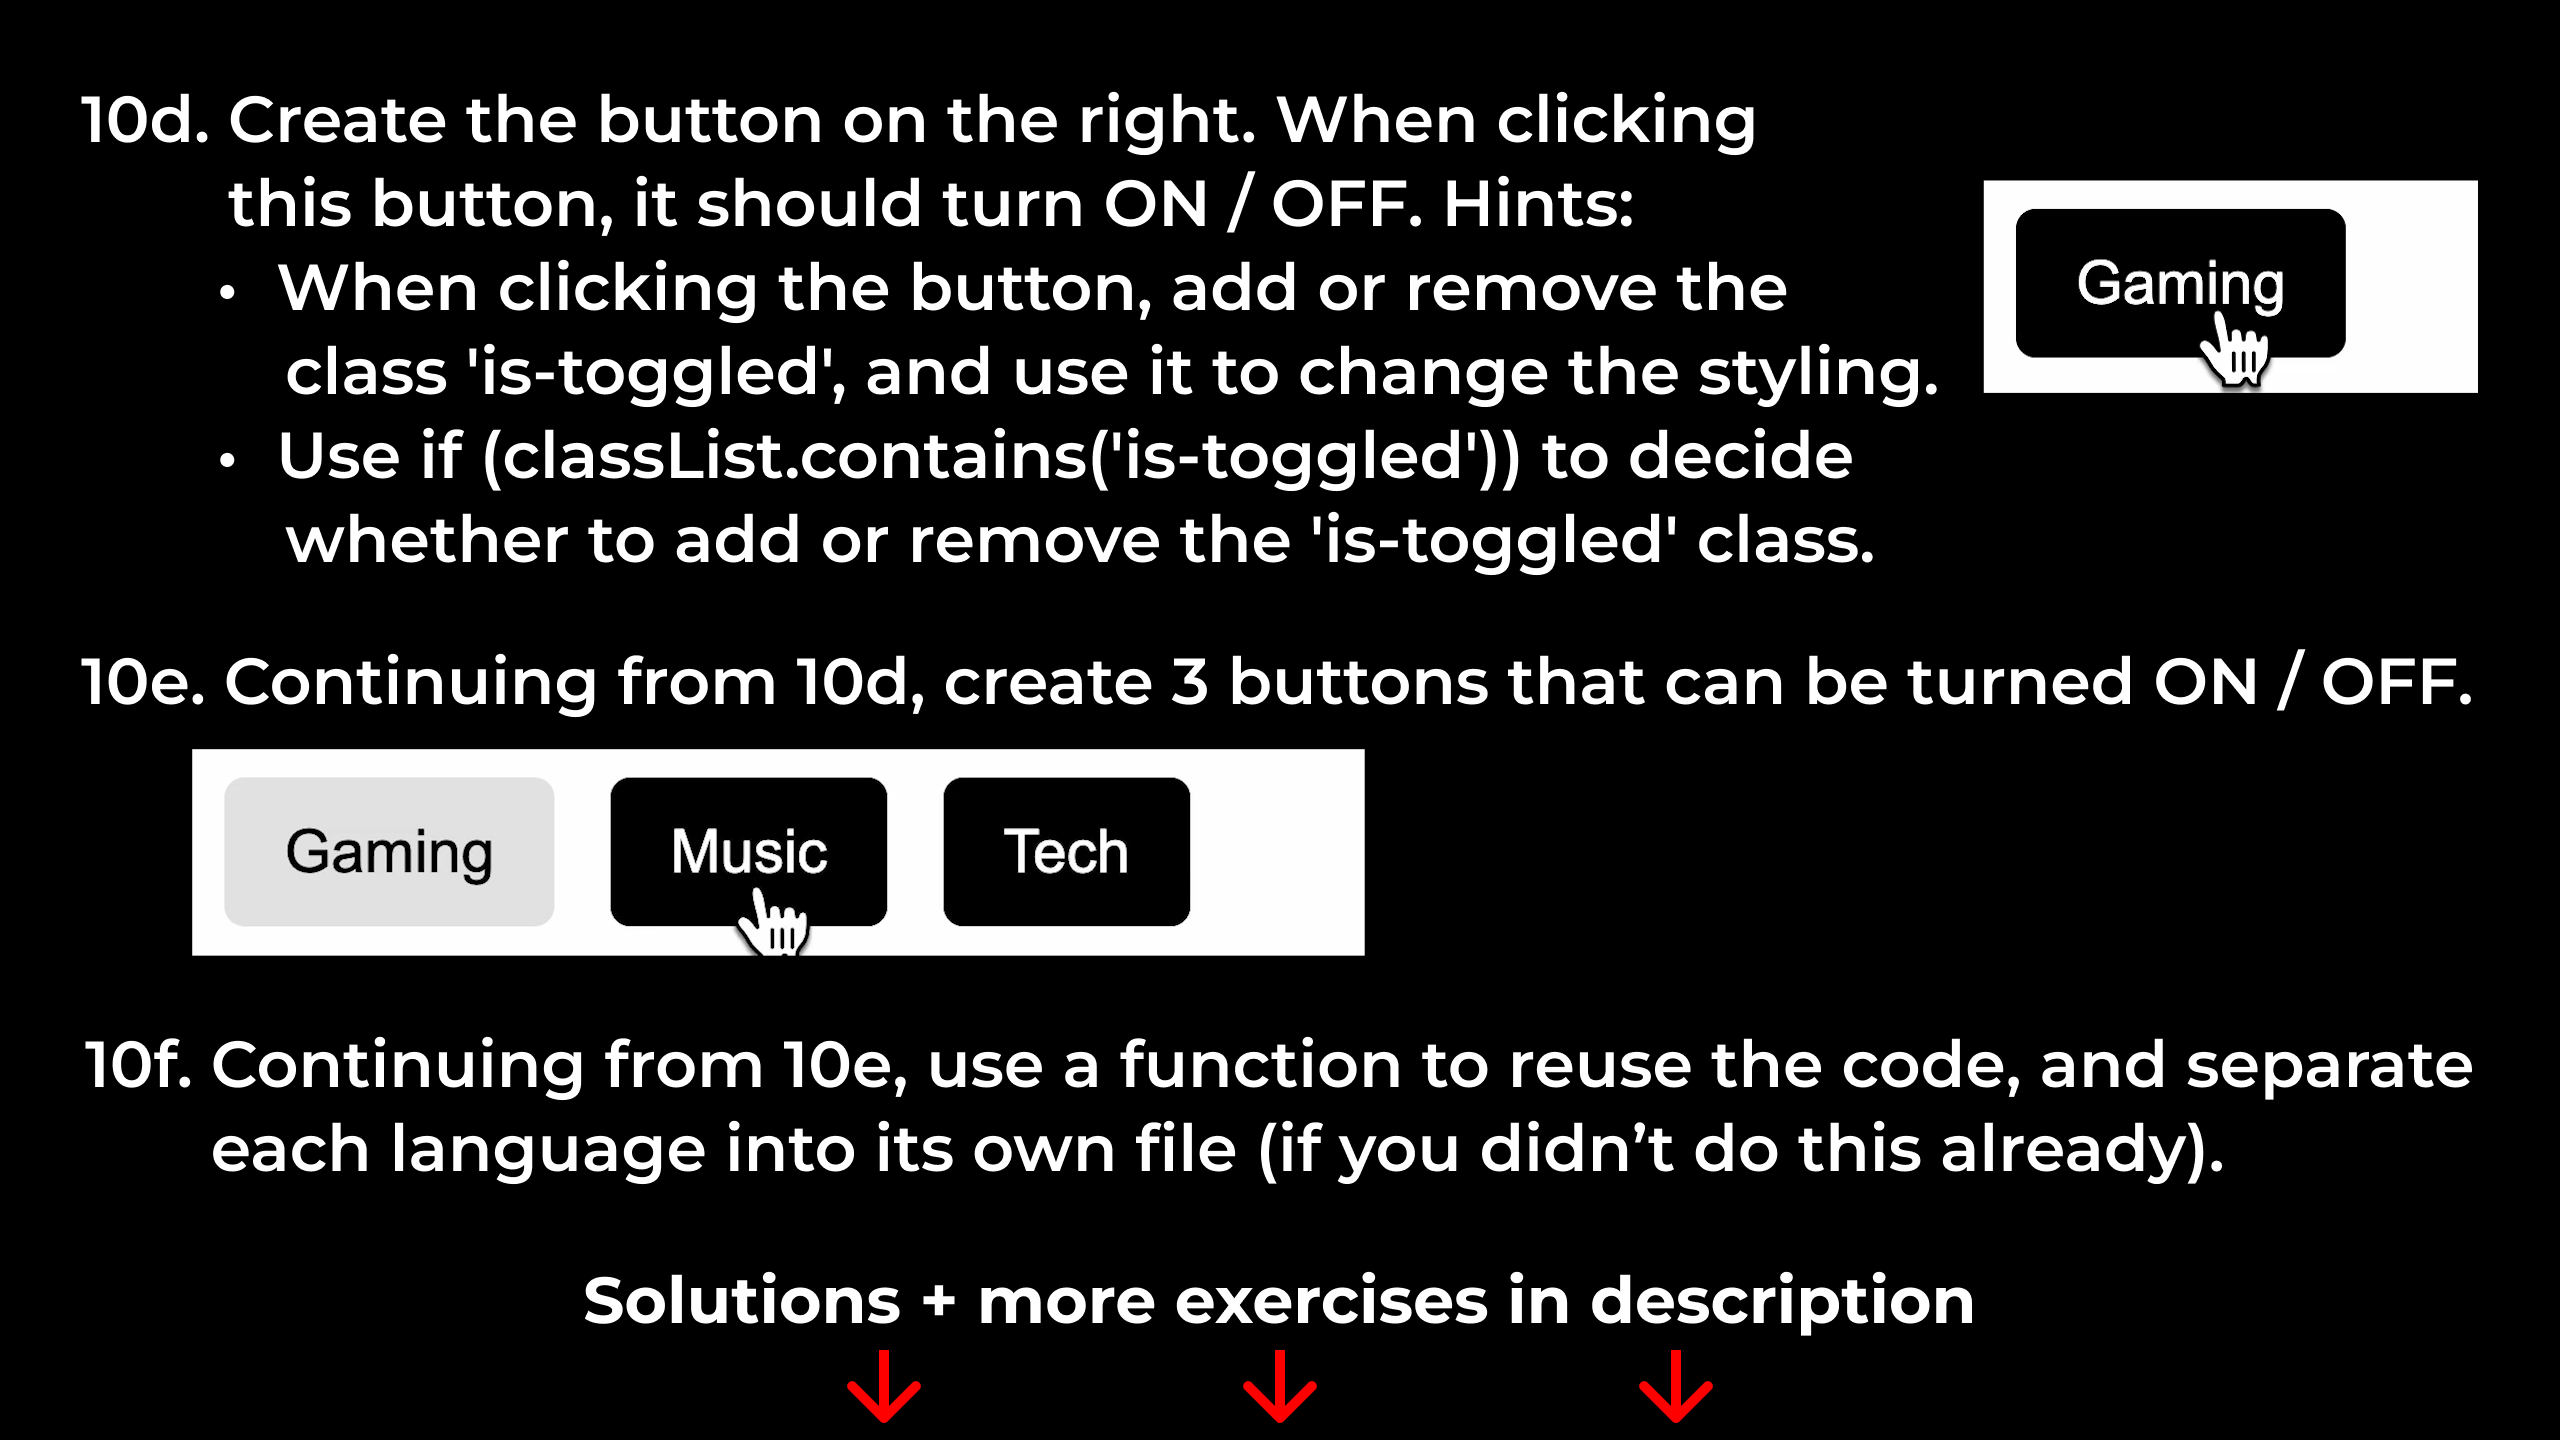 10d. Create the button on the right. When clicking
this button, it should turn ON / OFF. Hints:
• When clicking the button, add or remove the
class 'is-toggled', and use it to change the styling.
• Use if (classList.contains('is-toggled')) to decide
whether to add or remove the 'is-toggled' class.
Gaming
10e. Continuing from 10d, create 3 buttons that can be turned ON / OFF.
Gaming Music Tech
10f. Continuing from 10e, use a function to reuse the code, and separate
each language into its own file (if you didn’t do this already).
Solutions + more exercises in description